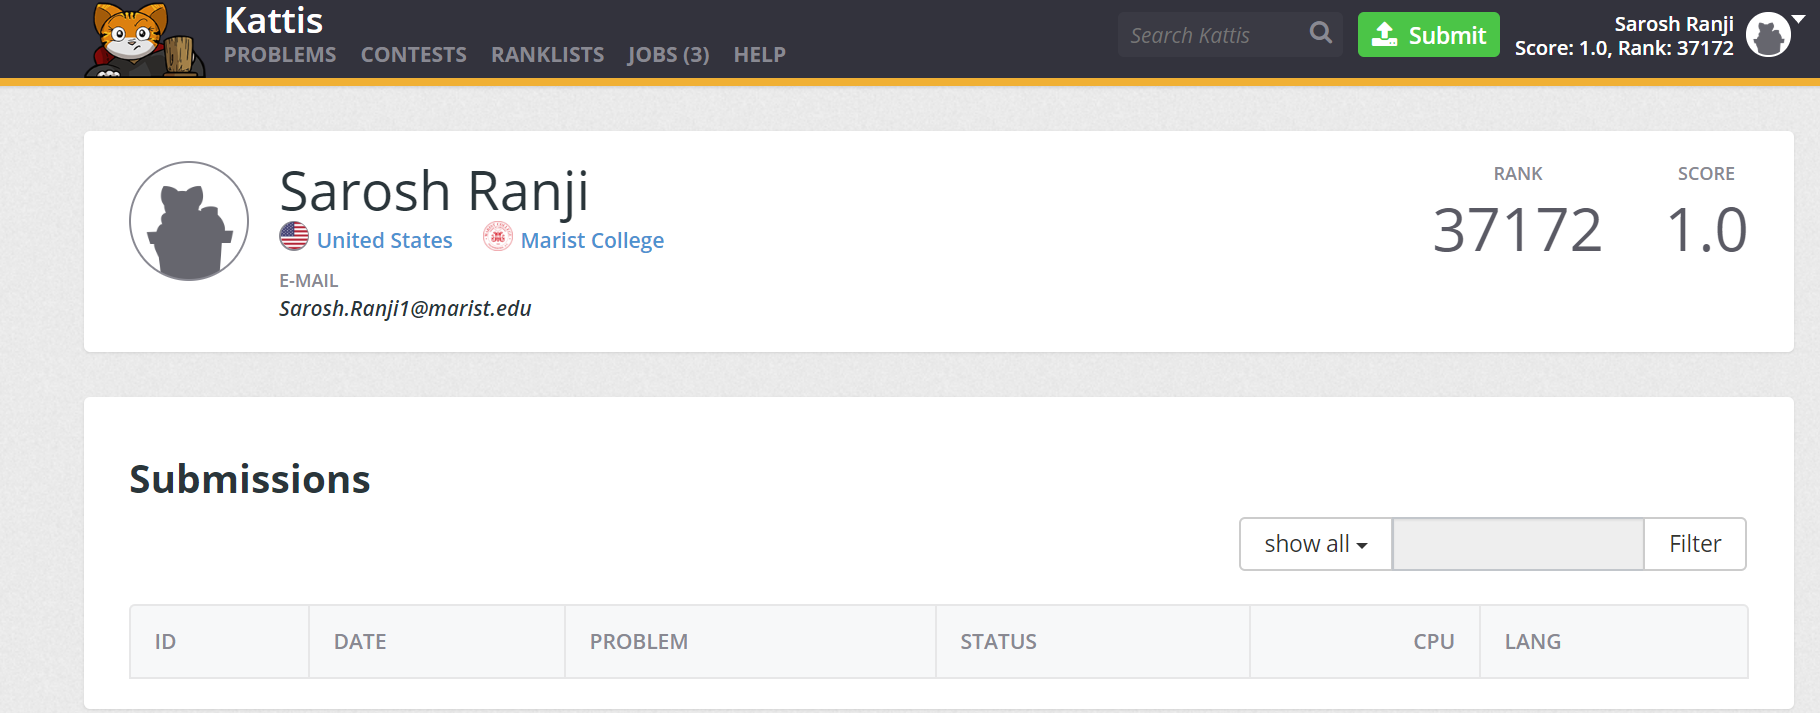 Kattis
PROBLEMS CONTESTS RANKLISTS JOBS (3) HELP
Search Kattis
Submit
Sarosh Ranji
Score: 1.0, Rank: 37172
Sarosh Ranji
United States Marist College
E-MAIL
Sarosh.Ranji1@marist.edu
RANK
37172
SCORE
1.0
Submissions
show all
Filter
ID DATE PROBLEM STATUS CPU LANG